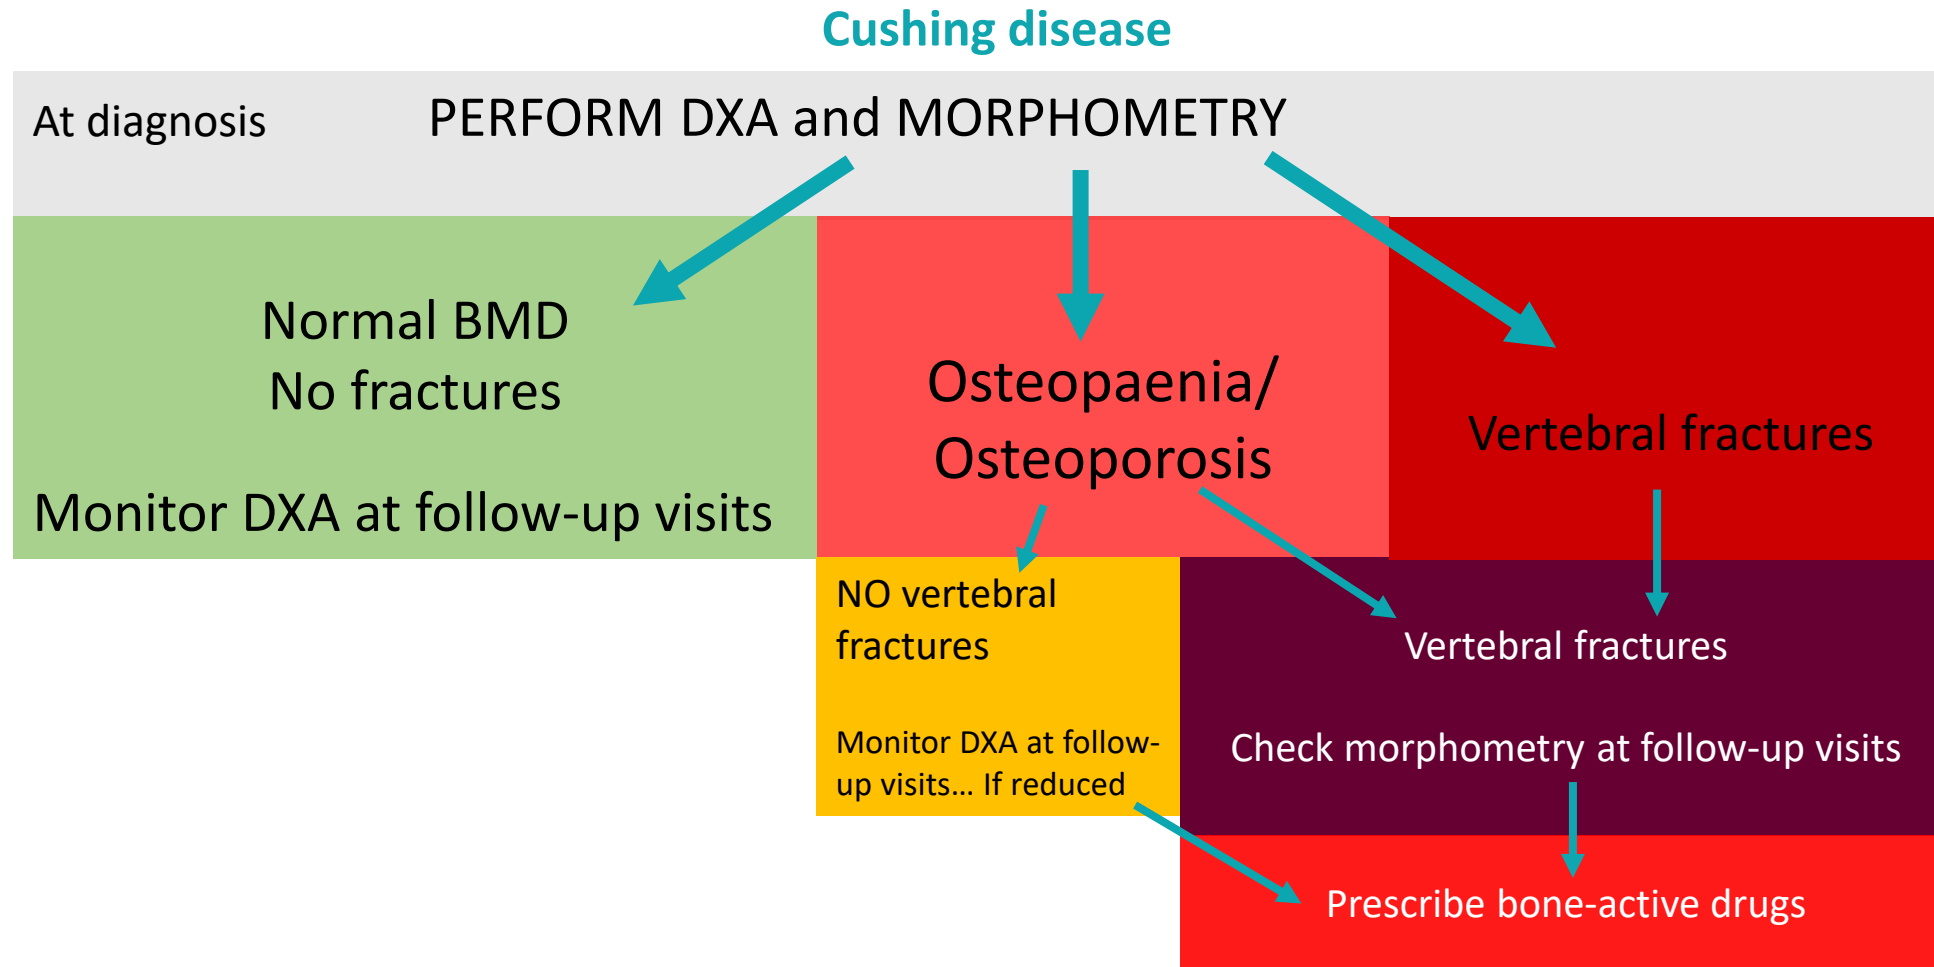 Cushing disease
At diagnosis
PERFORM DXA and MORPHOMETRY
Normal BMD
No fractures
Monitor DXA at follow-up visits
Osteopaenia/
Osteoporosis
Vertebral fractures
NO vertebral
fractures
Monitor DXA at follow-
up visits... If reduced
Vertebral fractures
Check morphometry at follow-up visits
Prescribe bone-active drugs